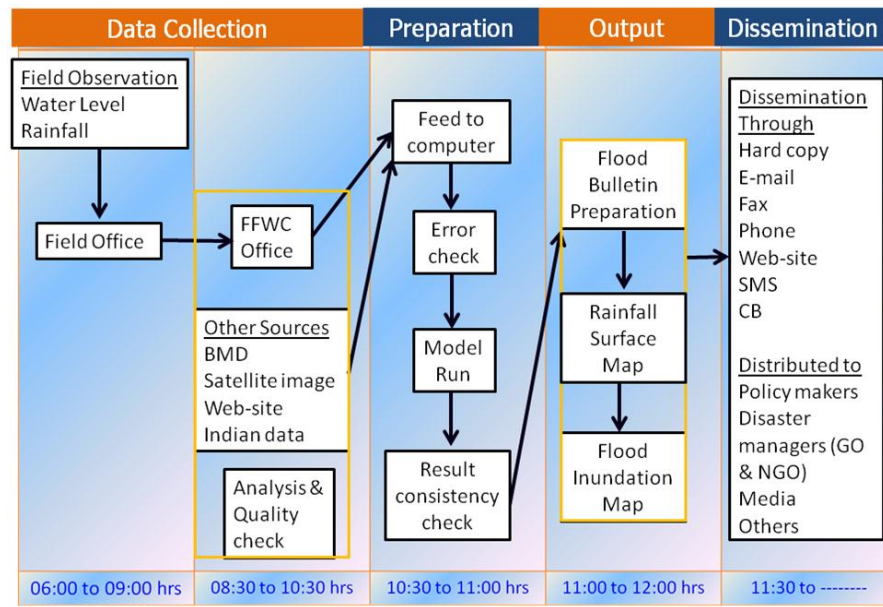 Data Collection
Preparation
Output
Dissemination
Field Observation
Water Level
Rainfall
Field Office
FFWC
Office
Other Sources
BMD
Satellite image
Web-site
Indian data
Analysis &
Quality
check
Feed to
computer
Error
check
Model
Run
Result
consistency
check
Flood
Bulletin
Preparation
Rainfall
Surface
Map
Flood
Inundation
Map
Dissemination
Through
Hard copy
E-mail
Fax
Phone
Web-site
SMS
CB
Distributed to
Policy makers
Disaster
managers (GO
& NGO)
Media
Others
06:00 to 09:00 hrs
08:30 to 10:30 hrs
10:30 to 11:00 hrs
11:00 to 12:00 hrs
11:30 to --------